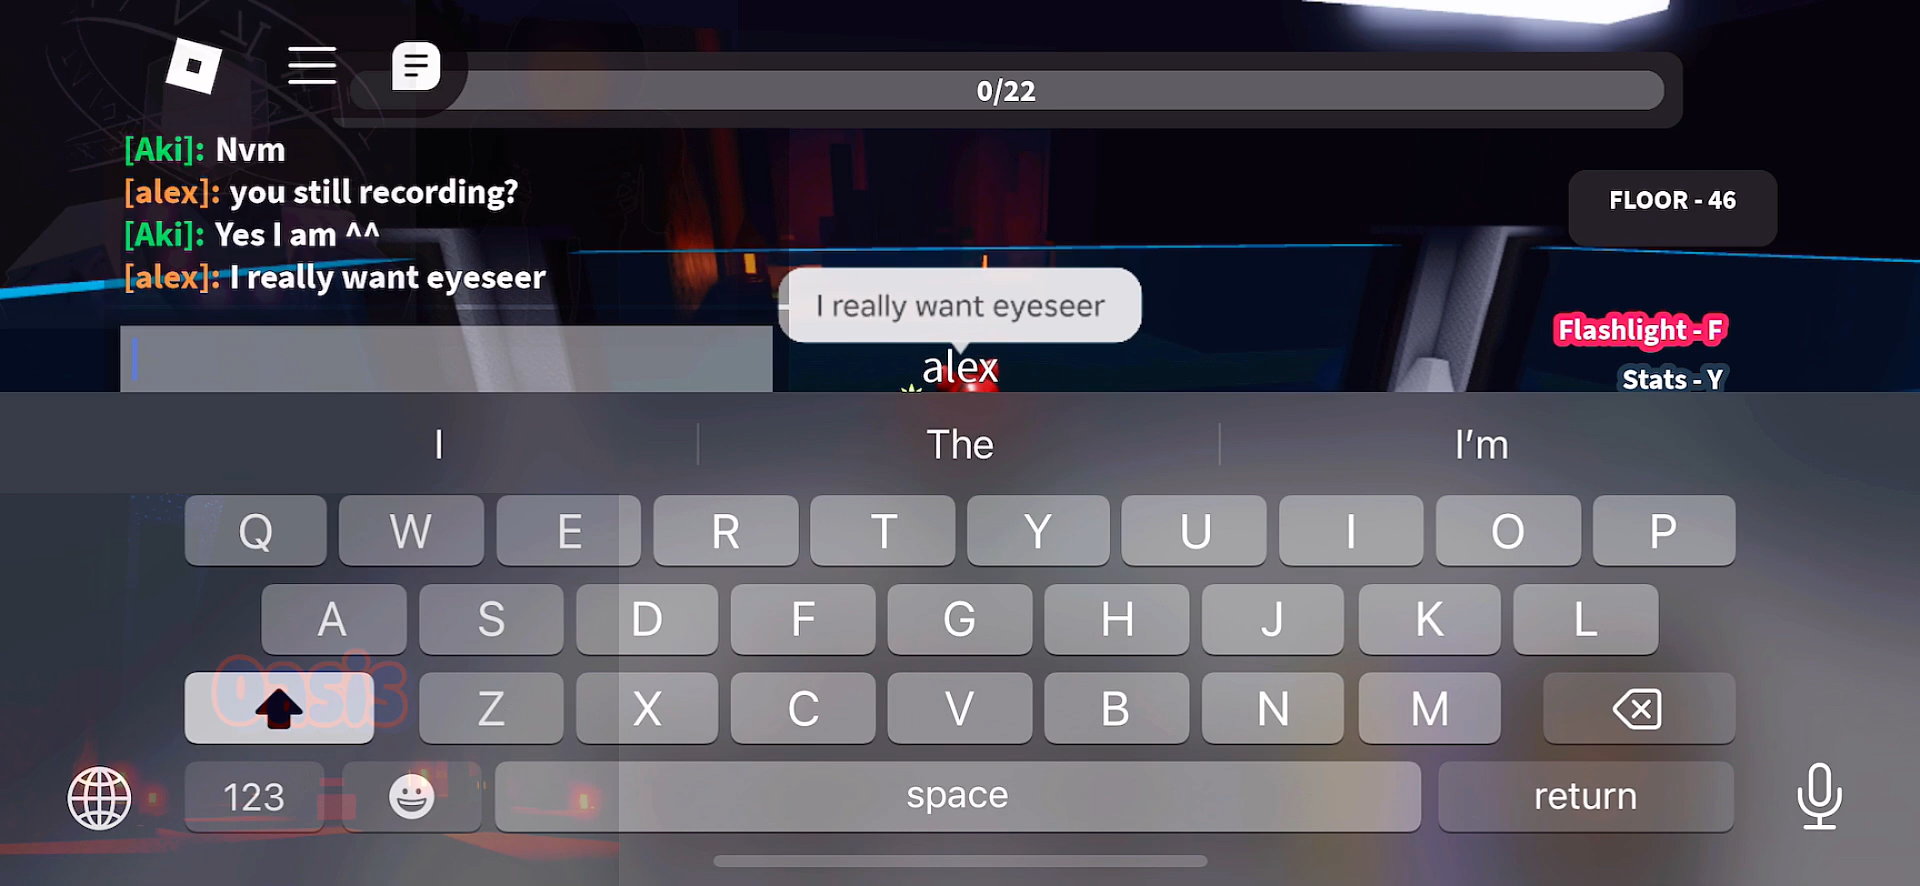 0/22
[Aki]: Nvm
[alex]: you still recording?
[Aki]: Yes I am ^^
[alex]: I really want eyeseer
FLOOR - 46
I really want eyeseer
alex
Flashlight - F
Stats - Y
I The I'm
Q W E R T Y U I O P
A S D F G H J K L
Oasis
Z X C V B N M
123 space return